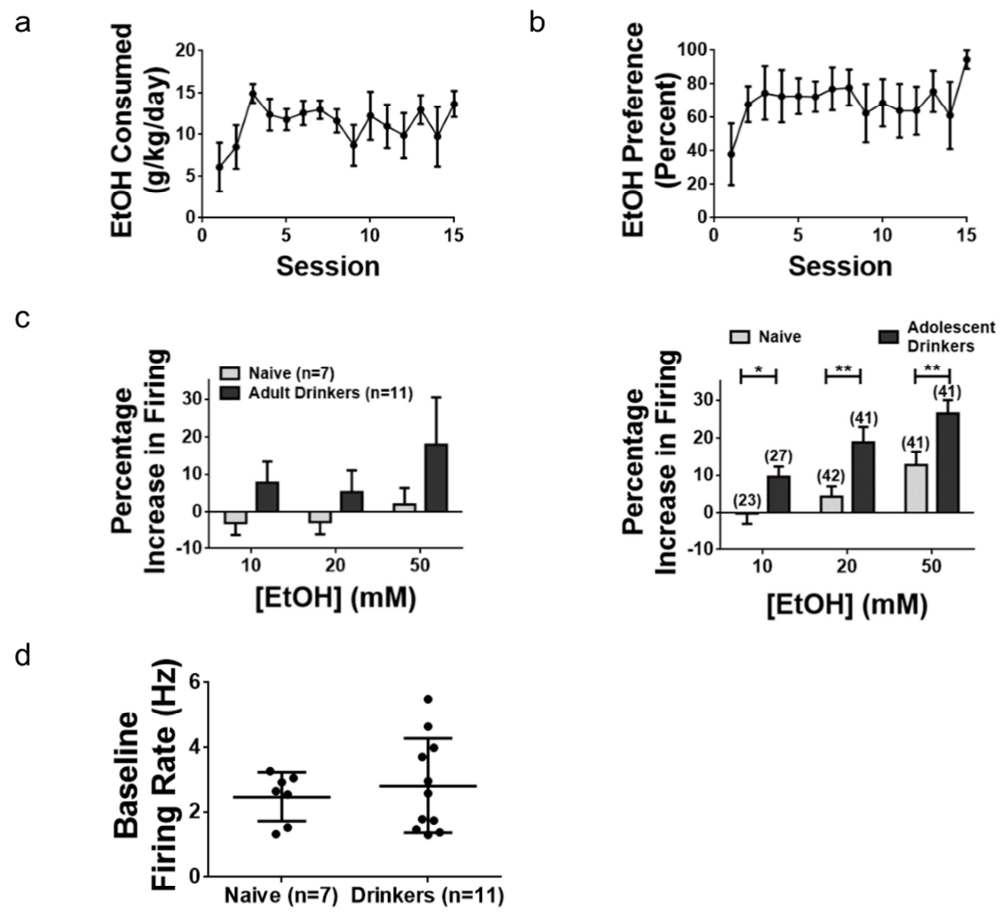 a
EtOH Consumed
(g/kg/day)
20
15
10
5
0
0 5 10 15
Session
b
EtOH Preference
(Percent)
100
80
60
40
20
0
0 5 10 15
Session
c
Percentage
Increase in Firing
Naive (n=7)
Adult Drinkers (n=11)
30
20
10
0
-10
10 20 50
[EtOH] (mM)
Naive
Adolescent
Drinkers
Percentage
Increase in Firing
* ** **
30
20
10
0
-10
(23) (27) (42) (41) (41) (41)
10 20 50
[EtOH] (mM)
d
Baseline
Firing Rate (Hz)
6
4
2
0
Naive (n=7) Drinkers (n=11)